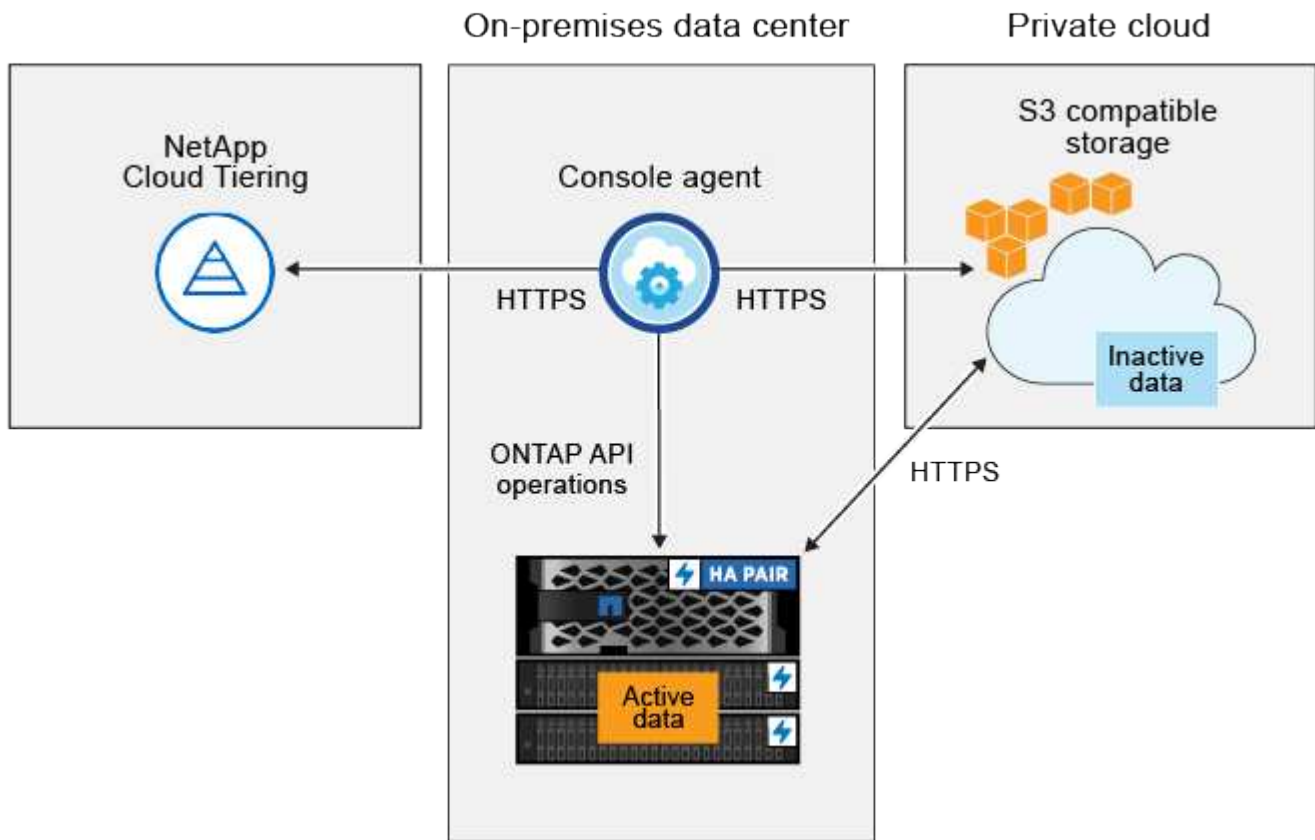 On-premises data center
Private cloud
NetApp
Cloud Tiering
Console agent
S3 compatible
storage
HTTPS
HTTPS
Inactive
data
ONTAP API
operations
HTTPS
HA PAIR
Active
data